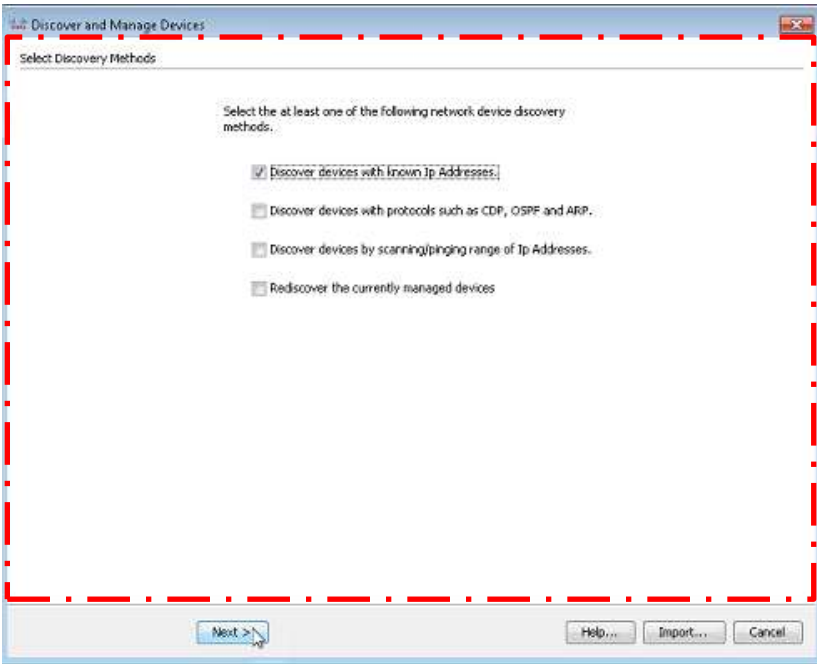 Discover and Manage Devices
Select Discovery Methods
Select the at least one of the following network device discovery
methods.
Discover devices with known Ip Addresses.
Discover devices with protocols such as CDP, OSPF and ARP.
Discover devices by scanning/pinging range of Ip Addresses.
Rediscover the currently managed devices
Next >
Help...
Import...
Cancel